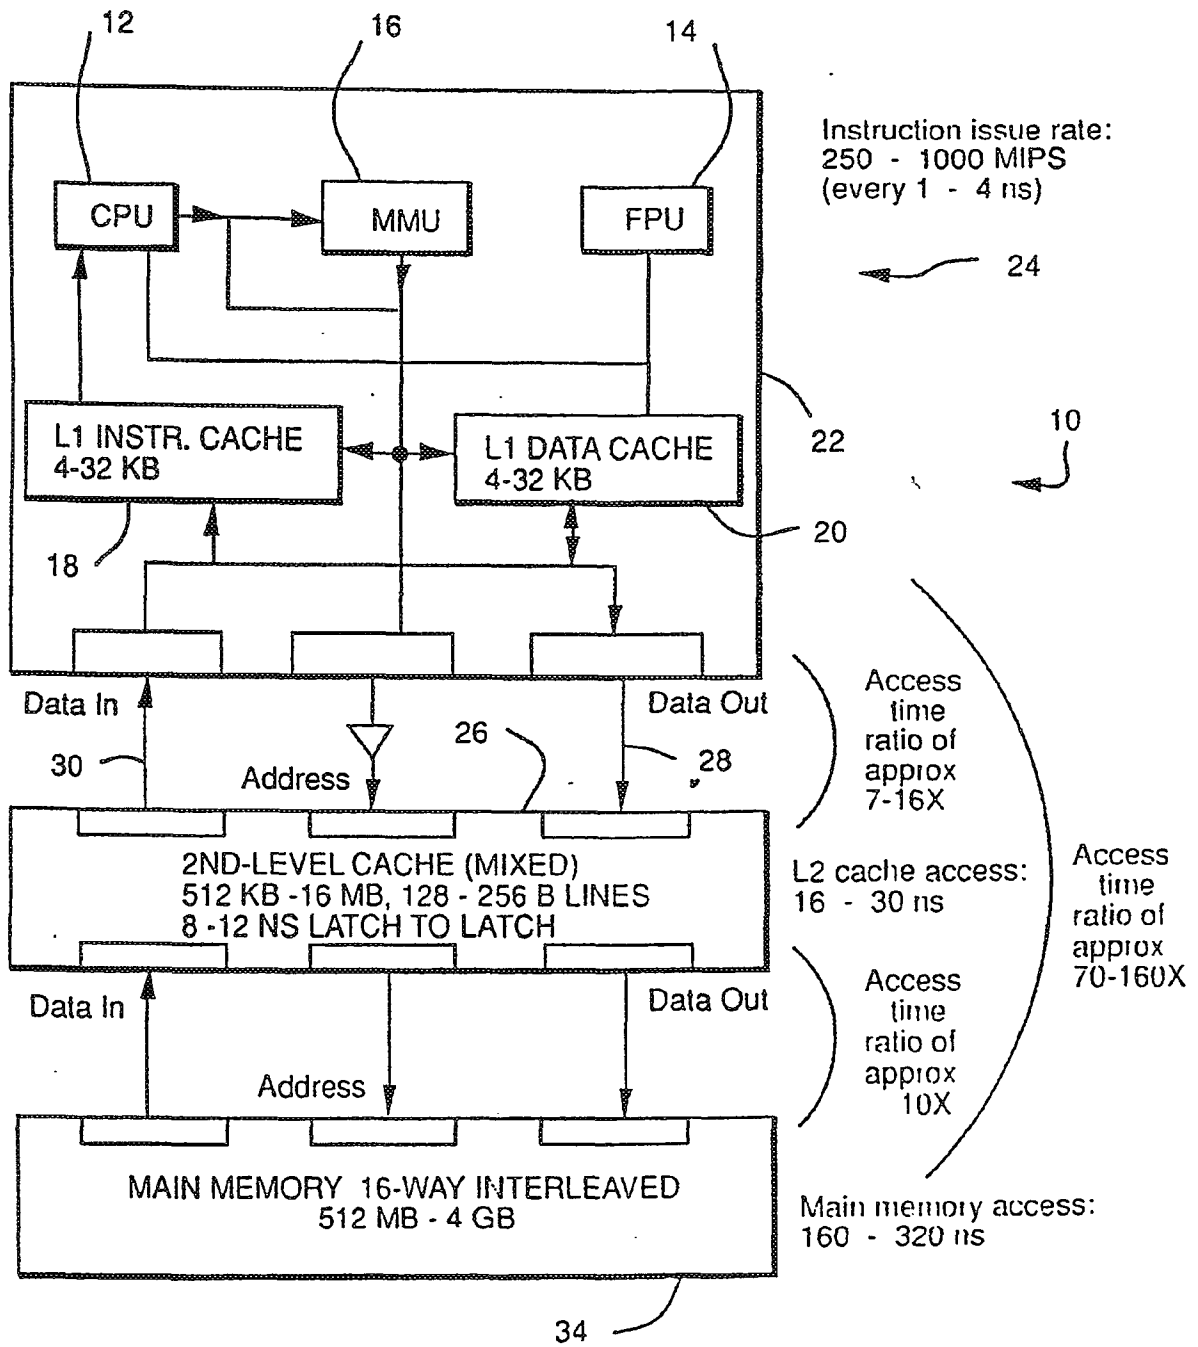 12
16
14
Instruction issue rate:
250 - 1000 MIPS
(every 1 - 4 ns)
CPU
MMU
FPU
24
L1 INSTR. CACHE
4-32 KB
L1 DATA CACHE
4-32 KB
22
10
18
20
Data In
Data Out
Access
time
ratio of
approx
7-16X
30
Address
26
28
2ND-LEVEL CACHE (MIXED)
512 KB -16 MB, 128 - 256 B LINES
8 -12 NS LATCH TO LATCH
L2 cache access:
16 - 30 ns
Access
time
ratio of
approx
70-160X
Data In
Data Out
Address
Access
time
ratio of
approx
10X
MAIN MEMORY 16-WAY INTERLEAVED
512 MB - 4 GB
Main memory access:
160 - 320 ns
34